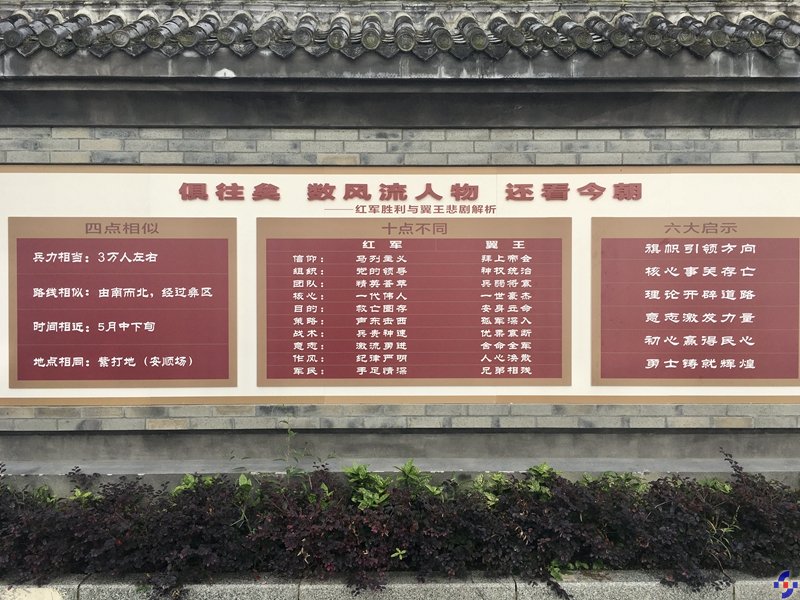 俱往矣 数风流人物 还看今朝
——红军胜利与翼王悲剧解析
四点相似
兵力相当：3万人左右
路线相似：由南而北，经过彝区
时间相近：5月中下旬
地点相同：紫打地（安顺场）
十点不同
红军 翼王
信仰：马列主义 拜上帝会
组织：党的领导 神权统治
团队：精英荟萃 兵弱将寡
核心：一代伟人 一世豪杰
目的：救亡图存 安身立命
策略：声东击西 孤军深入
战术：兵贵神速 优柔寡断
意志：激流勇进 舍命全军
作风：纪律严明 人心涣散
军民：手足情深 兄弟相残
六大启示
旗帜引领方向
核心事关存亡
理论开辟道路
意志激发力量
初心赢得民心
勇士铸就辉煌